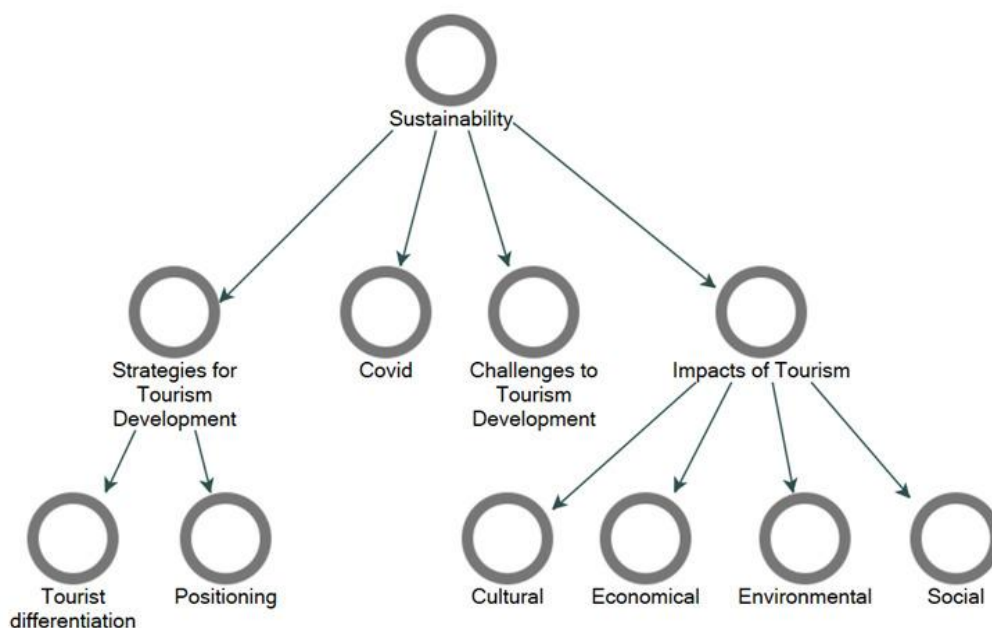 Sustainability
Strategies for
Tourism
Development
Covid
Challenges to
Tourism
Development
Impacts of Tourism
Tourist
differentiation
Positioning
Cultural
Economical
Environmental
Social